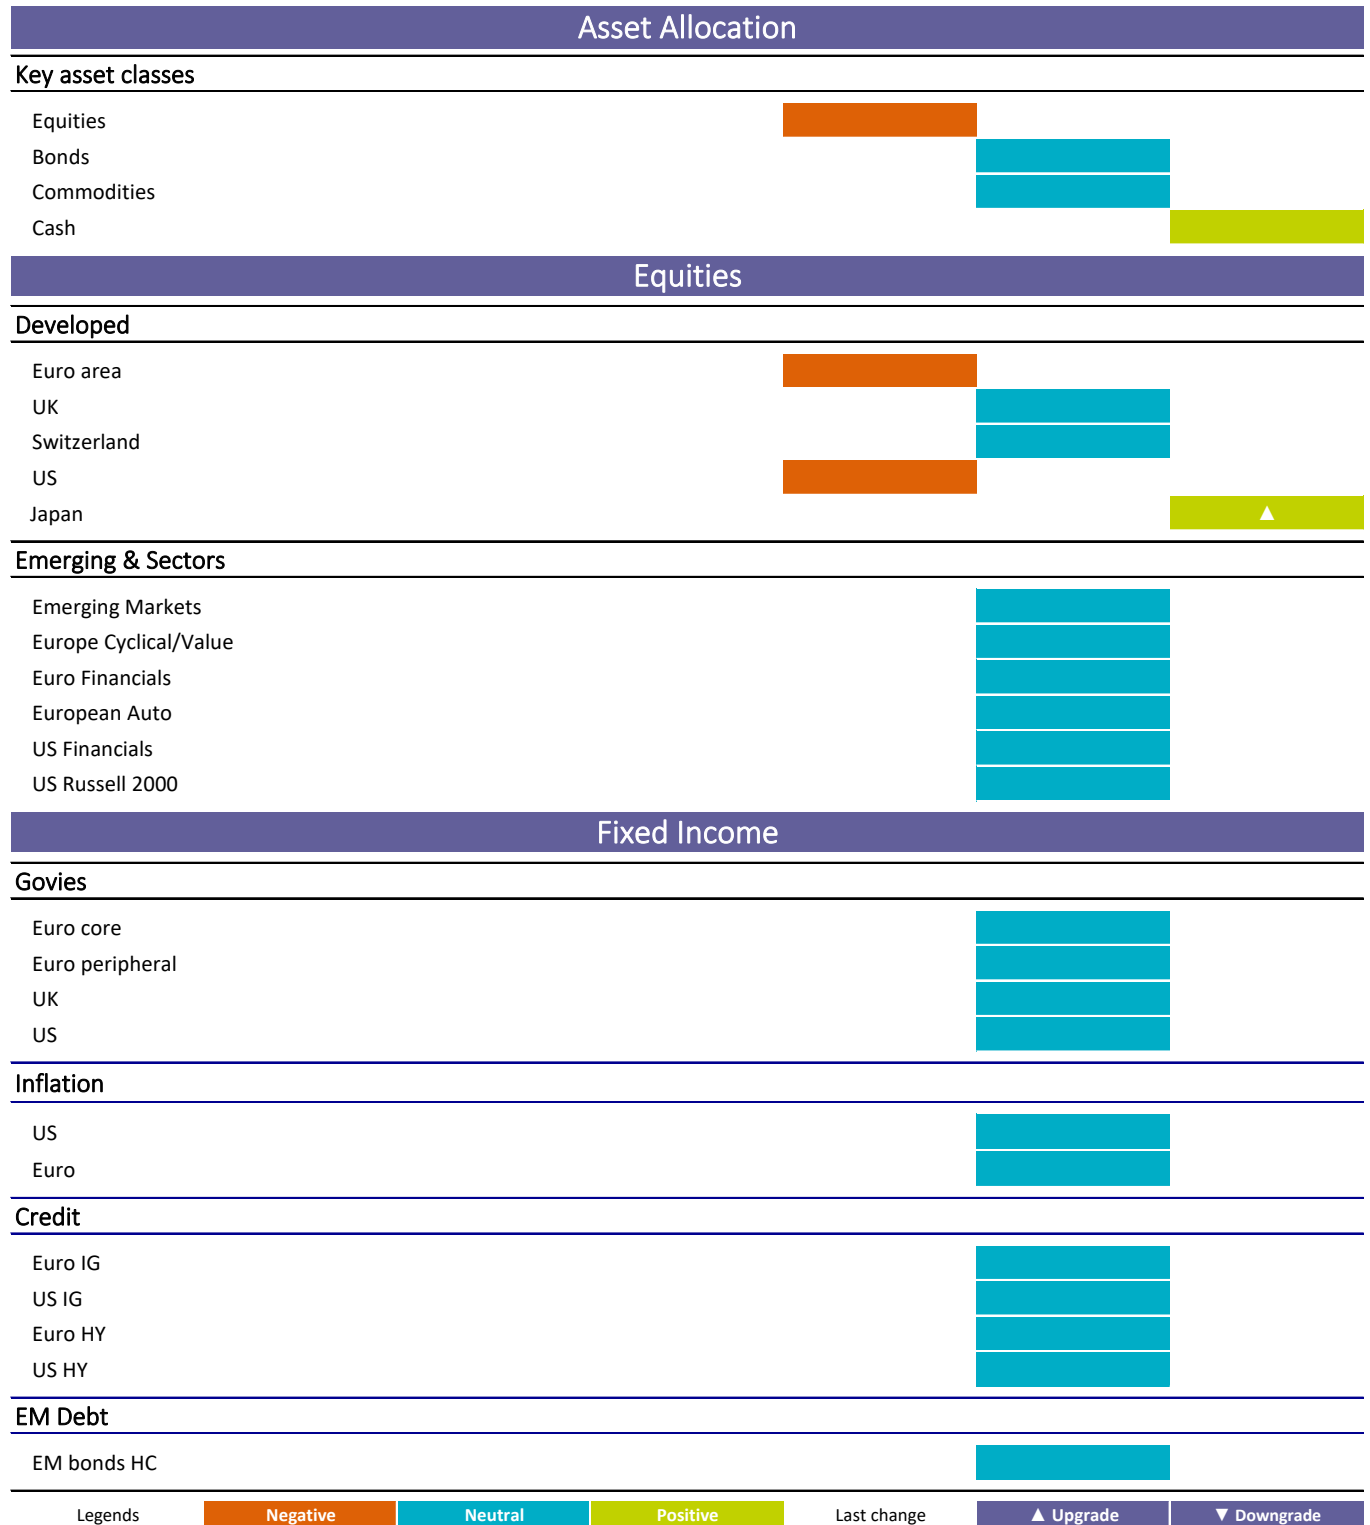 Asset Allocation
Key asset classes
Equities
Bonds
Commodities
Cash
Equities
Developed
Euro area
UK
Switzerland
US
Japan ▲
Emerging & Sectors
Emerging Markets
Europe Cyclical/Value
Euro Financials
European Auto
US Financials
US Russell 2000
Fixed Income
Govies
Euro core
Euro peripheral
UK
US
Inflation
US
Euro
Credit
Euro IG
US IG
Euro HY
US HY
EM Debt
EM bonds HC
Legends Negative Neutral Positive Last change ▲ Upgrade ▼ Downgrade